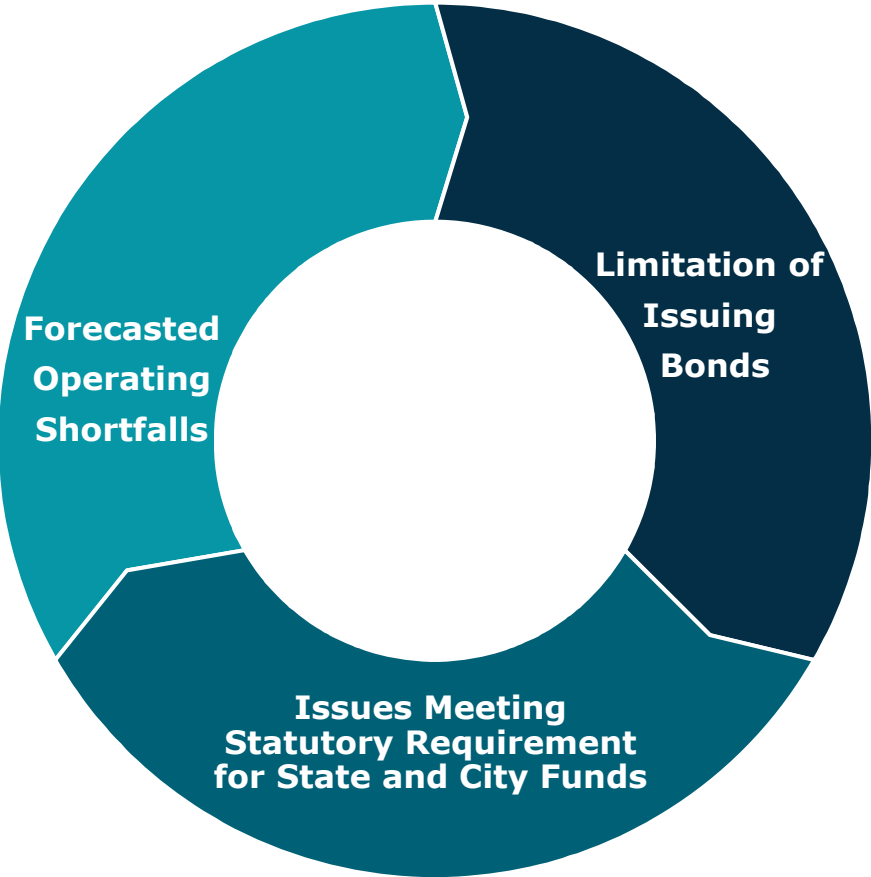 Limitation of
Issuing
Bonds
Forecasted
Operating
Shortfalls
Issues Meeting
Statutory Requirement
for State and City Funds